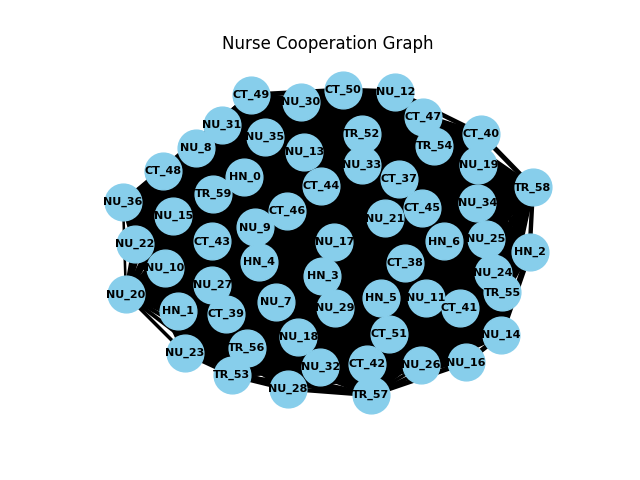 Nurse Cooperation Graph
CT_50
NU_12
CT_49
NU_30
CT_47
NU_31
NU_35
TR_52
CT_40
NU_8
NU_13
TR_54
NU_33
NU_19
CT_48
HN_0
CT_37
CT_44
TR_58
TR_59
NU_36
NU_34
CT_45
CT_46
NU_15
NU_21
NU_9
NU_25
CT_43
NU_17
HN_6
NU_22
HN_2
HN_4
CT_38
NU_10
NU_24
HN_3
NU_27
TR_55
NU_20
HN_5
NU_11
NU_7
NU_29
CT_41
HN_1
CT_39
CT_51
NU_14
NU_18
TR_56
NU_23
NU_16
CT_42
NU_26
NU_32
TR_53
NU_28
TR_57